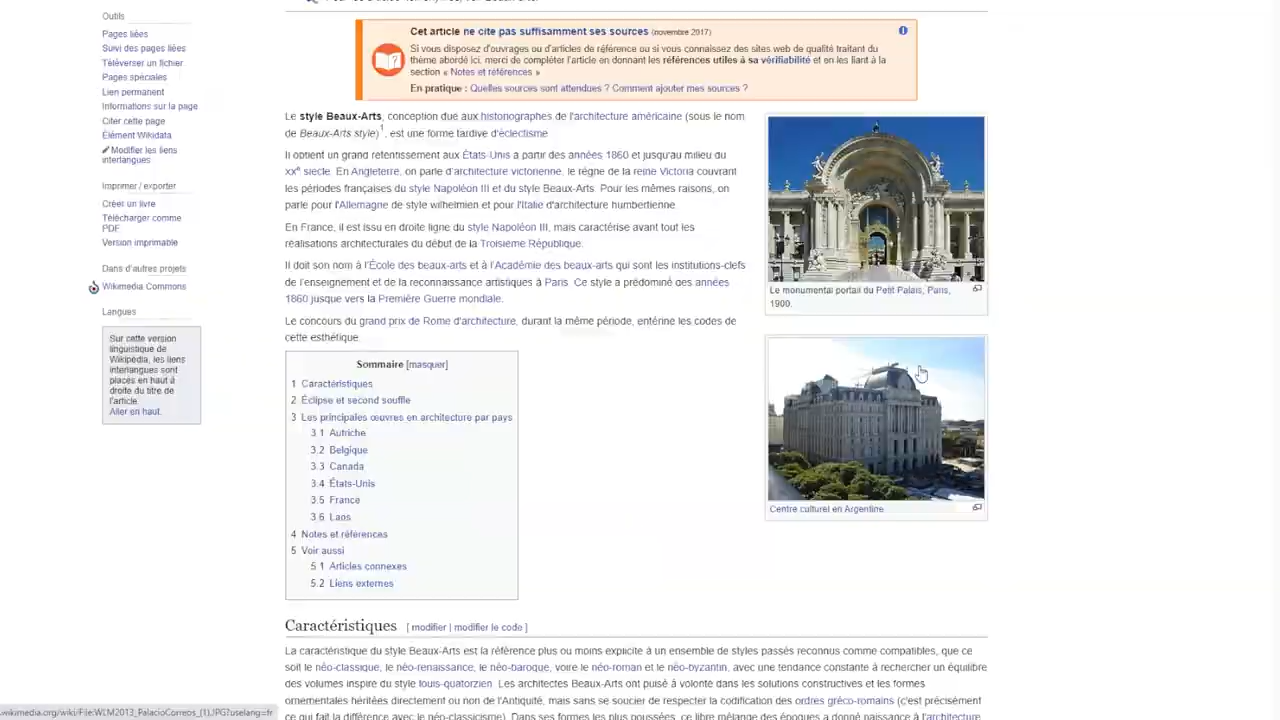 Outils
Pages liées
Suivi des pages liées
Téléverser un fichier
Pages spéciales
Lien permanent
Informations sur la page
Citer cette page
Élément Wikidata
Modifier les liens
interlangues
Imprimer / exporter
Créer un livre
Télécharger comme
PDF
Version imprimable
Dans d'autres projets
Wikimedia Commons
Langues
Sur cette version
linguistique de
Wikipédia, les liens
interlangues sont
placés en haut à
droite du titre de
l'article.
Aller en haut.
Cet article ne cite pas suffisamment ses sources (novembre 2017)
Si vous disposez d'ouvrages ou d'articles de référence ou si vous connaissez des sites web de qualité traitant du
thème abordé ici, merci de compléter l'article en donnant les références utiles à sa vérifiabilité et en les liant à la
section « Notes et références »
En pratique : Quelles sources sont attendues ? Comment ajouter mes sources ?
Le style Beaux-Arts, conception due aux historiographes de l'architecture américaine (sous le nom
de Beaux-Arts style)1, est une forme tardive d'éclectisme
Il obtient un grand retentissement aux États-Unis à partir des années 1860 et jusqu'au milieu du
XXe siècle. En Angleterre, on parle d'architecture victorienne, le règne de la reine Victoria couvrant
les périodes françaises du style Napoléon III et du style Beaux-Arts. Pour les mêmes raisons, on
parle pour l'Allemagne de style wilhelmien et pour l'Italie d'architecture humbertienne
En France, il est issu en droite ligne du style Napoléon III, mais caractérise avant tout les
réalisations architecturales du début de la Troisième République.
Il doit son nom à l'École des beaux-arts et à l'Académie des beaux-arts qui sont les institutions-clefs
de l'enseignement et de la reconnaissance artistiques à Paris. Ce style a prédominé des années
1860 jusque vers la Première Guerre mondiale.
Le concours du grand prix de Rome d'architecture, durant la même période, entérine les codes de
cette esthétique.
Le monumental portail du Petit Palais, Paris,
1900.
Centre culturel en Argentine
Sommaire [masquer]
1 Caractéristiques
2 Éclipse et second souffle
3 Les principales œuvres en architecture par pays
3.1 Autriche
3.2 Belgique
3.3 Canada
3.4 États-Unis
3.5 France
3.6 Laos
4 Notes et références
5 Voir aussi
5.1 Articles connexes
5.2 Liens externes
Caractéristiques [ modifier | modifier le code ]
La caractéristique du style Beaux-Arts est la référence plus ou moins explicite à un ensemble de styles passés reconnus comme compatibles, que ce
soit le néo-classique, le néo-renaissance, le néo-baroque, voire le néo-roman et le néo-byzantin, avec une tendance constante à rechercher un équilibre
des volumes inspiré du style louis-quatorzien. Les architectes Beaux-Arts ont puisé à volonté dans les solutions constructives et les formes
ornementales héritées directement ou non de l'Antiquité, mais sans se soucier de respecter la codification des ordres gréco-romains (c'est précisément
ce qui fait la différence avec le néo-classicisme). Dans ses formes les plus poussées, ce libre mélange des époques a donné naissance à l'architecture
.wikimedia.org/wiki/File:WLM2013_PalacioCorreos_(1).JPG?uselang=fr